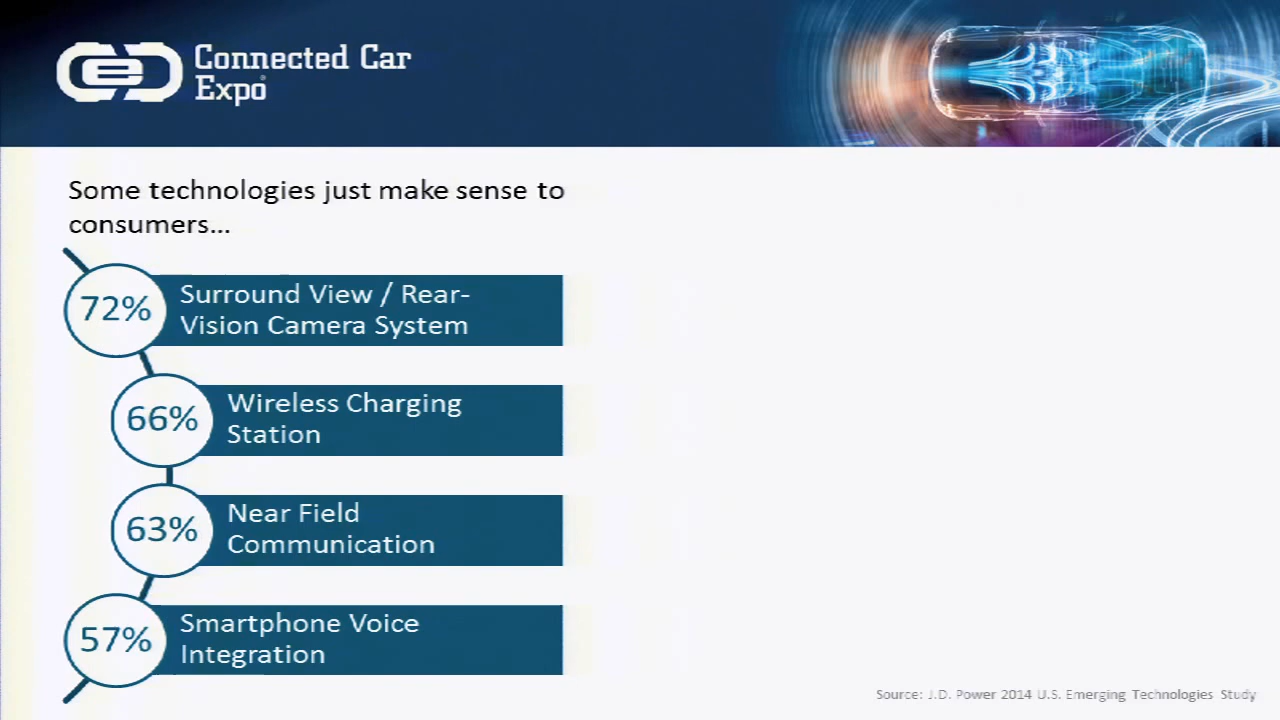 Connected Car
Expo
Some technologies just make sense to
consumers...
72%
Surround View / Rear-
Vision Camera System
66%
Wireless Charging
Station
63%
Near Field
Communication
57%
Smartphone Voice
Integration
Source: J.D. Power 2014 U.S. Emerging Technologies Study